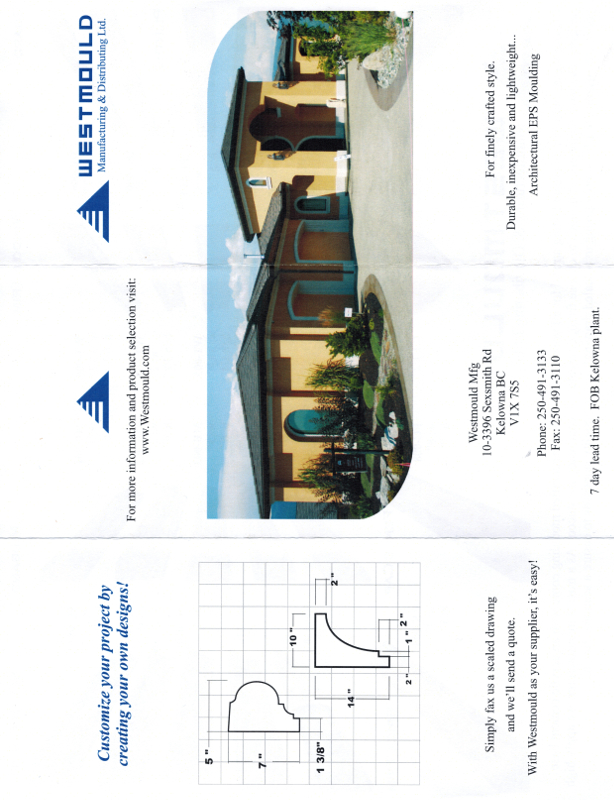 Customize your project by
creating your own designs!
5 "
7 "
1 3/8"
10 "
2 "
14 "
2 "
1 "
2 "
Simply fax us a scaled drawing
and we'll send a quote.
With Westmould as your supplier, it's easy!
For more information and product selection visit:
www.Westmould.com
Westmould Mfg
10-3396 Sexsmith Rd
Kelowna BC
V1X 7S5
Phone: 250-491-3133
Fax: 250-491-3110
7 day lead time. FOB Kelowna plant.
WESTMOULD
Manufacturing & Distributing Ltd.
For finely crafted style.
Durable, inexpensive and lightweight...
Architectural EPS Moulding